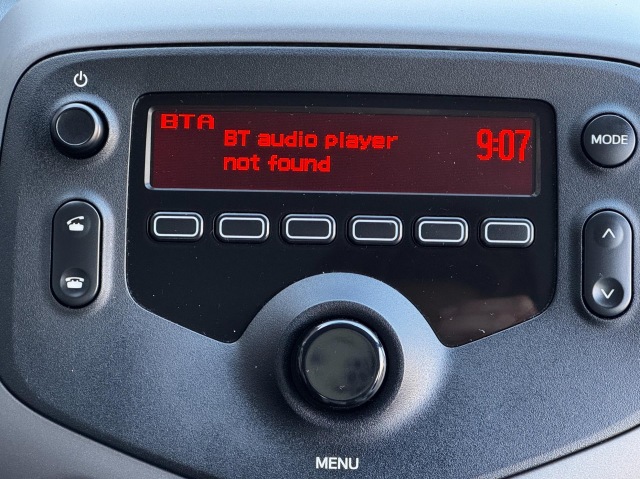 BTA
BT audio player
9:07
not found
MODE
MENU